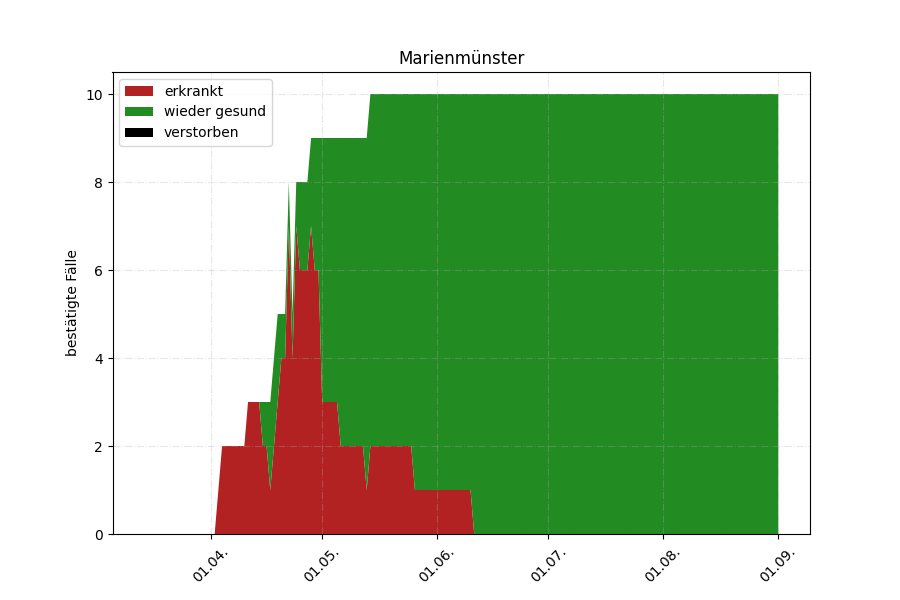 Marienmünster
erkrankt
wieder gesund
verstorben
bestätigte Fälle
10
8
6
4
2
0
01.04.
01.05.
01.06.
01.07.
01.08.
01.09.